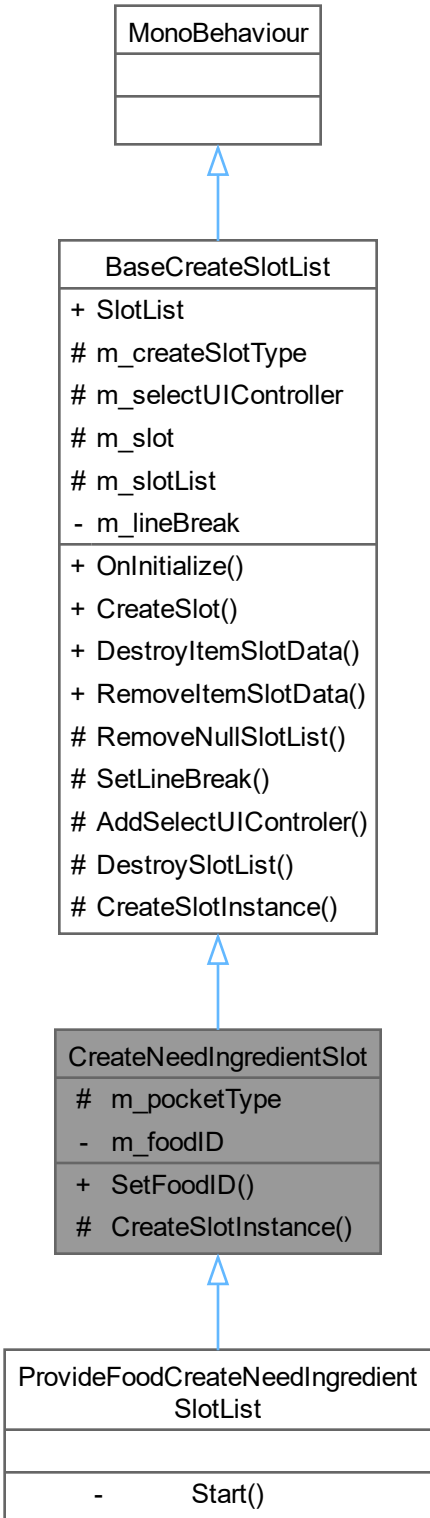 MonoBehaviour
BaseCreateSlotList
+ SlotList
# m_createSlotType
# m_selectUIController
# m_slot
# m_slotList
- m_lineBreak
+ OnInitialize()
+ CreateSlot()
+ DestroyItemSlotData()
+ RemoveItemSlotData()
# RemoveNullSlotList()
# SetLineBreak()
# AddSelectUIControler()
# DestroySlotList()
# CreateSlotInstance()
CreateNeedIngredientSlot
# m_pocketType
- m_foodID
+ SetFoodID()
# CreateSlotInstance()
ProvideFoodCreateNeedIngredient
SlotList
- Start()